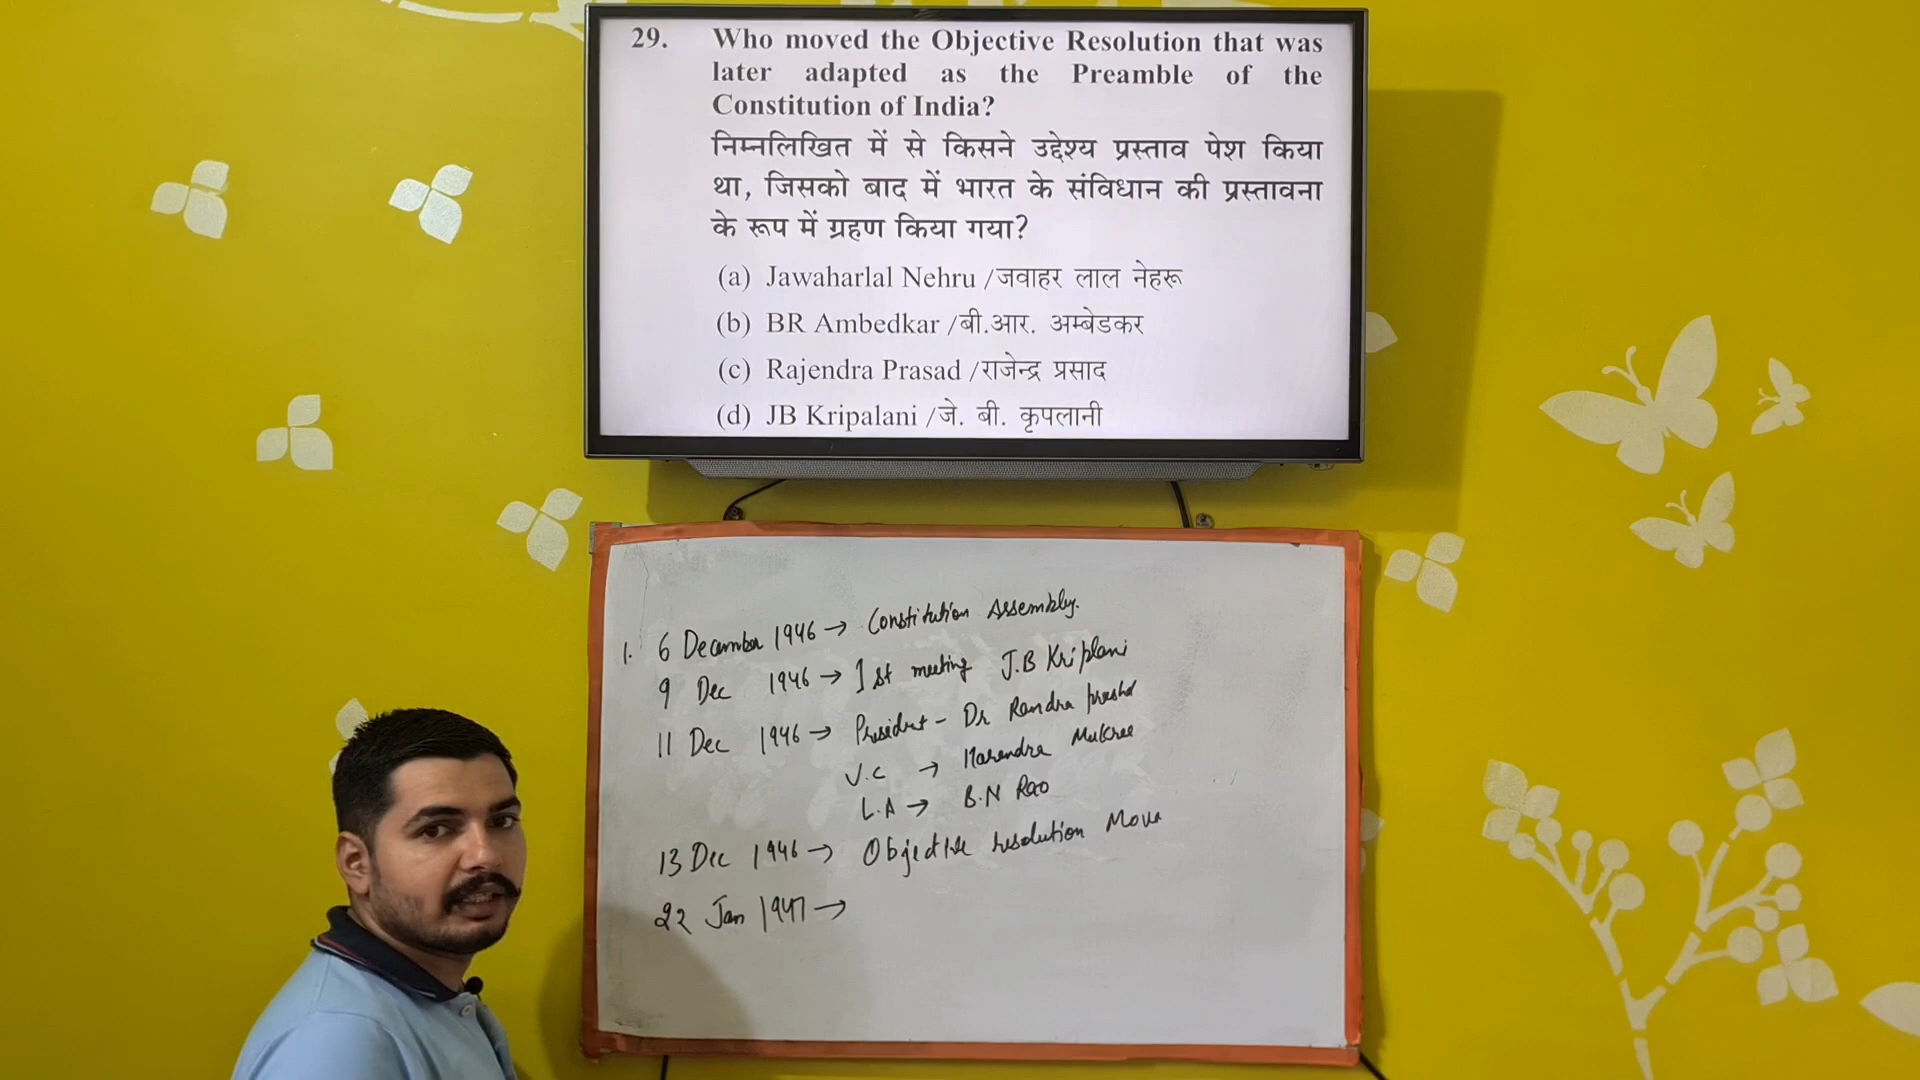 29. Who moved the Objective Resolution that was
later adapted as the Preamble of the
Constitution of India?
निम्नलिखित में से किसने उद्देश्य प्रस्ताव पेश किया
था, जिसको बाद में भारत के संविधान की प्रस्तावना
के रूप में ग्रहण किया गया?
(a) Jawaharlal Nehru /जवाहर लाल नेहरू
(b) BR Ambedkar /बी.आर. अम्बेडकर
(c) Rajendra Prasad /राजेन्द्र प्रसाद
(d) JB Kripalani /जे. बी. कृपलानी
1. 6 December 1946 → Constitution Assembly.
9 Dec 1946 → 1st meeting J.B Kriplani
11 Dec 1946 → President - Dr Randra prashd
V.C → Harendra Mukree
L.A → B.N Rao
13 Dec 1946 → Objective resolution Move
22 Jan 1947 →